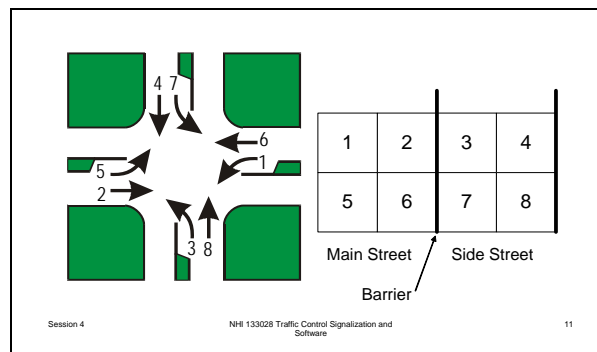 4 7
6
1
5
2
3 8
1 2 3 4
5 6 7 8
Main Street Side Street
Barrier
Session 4
NHI 133028 Traffic Control Signalization and
Software
11